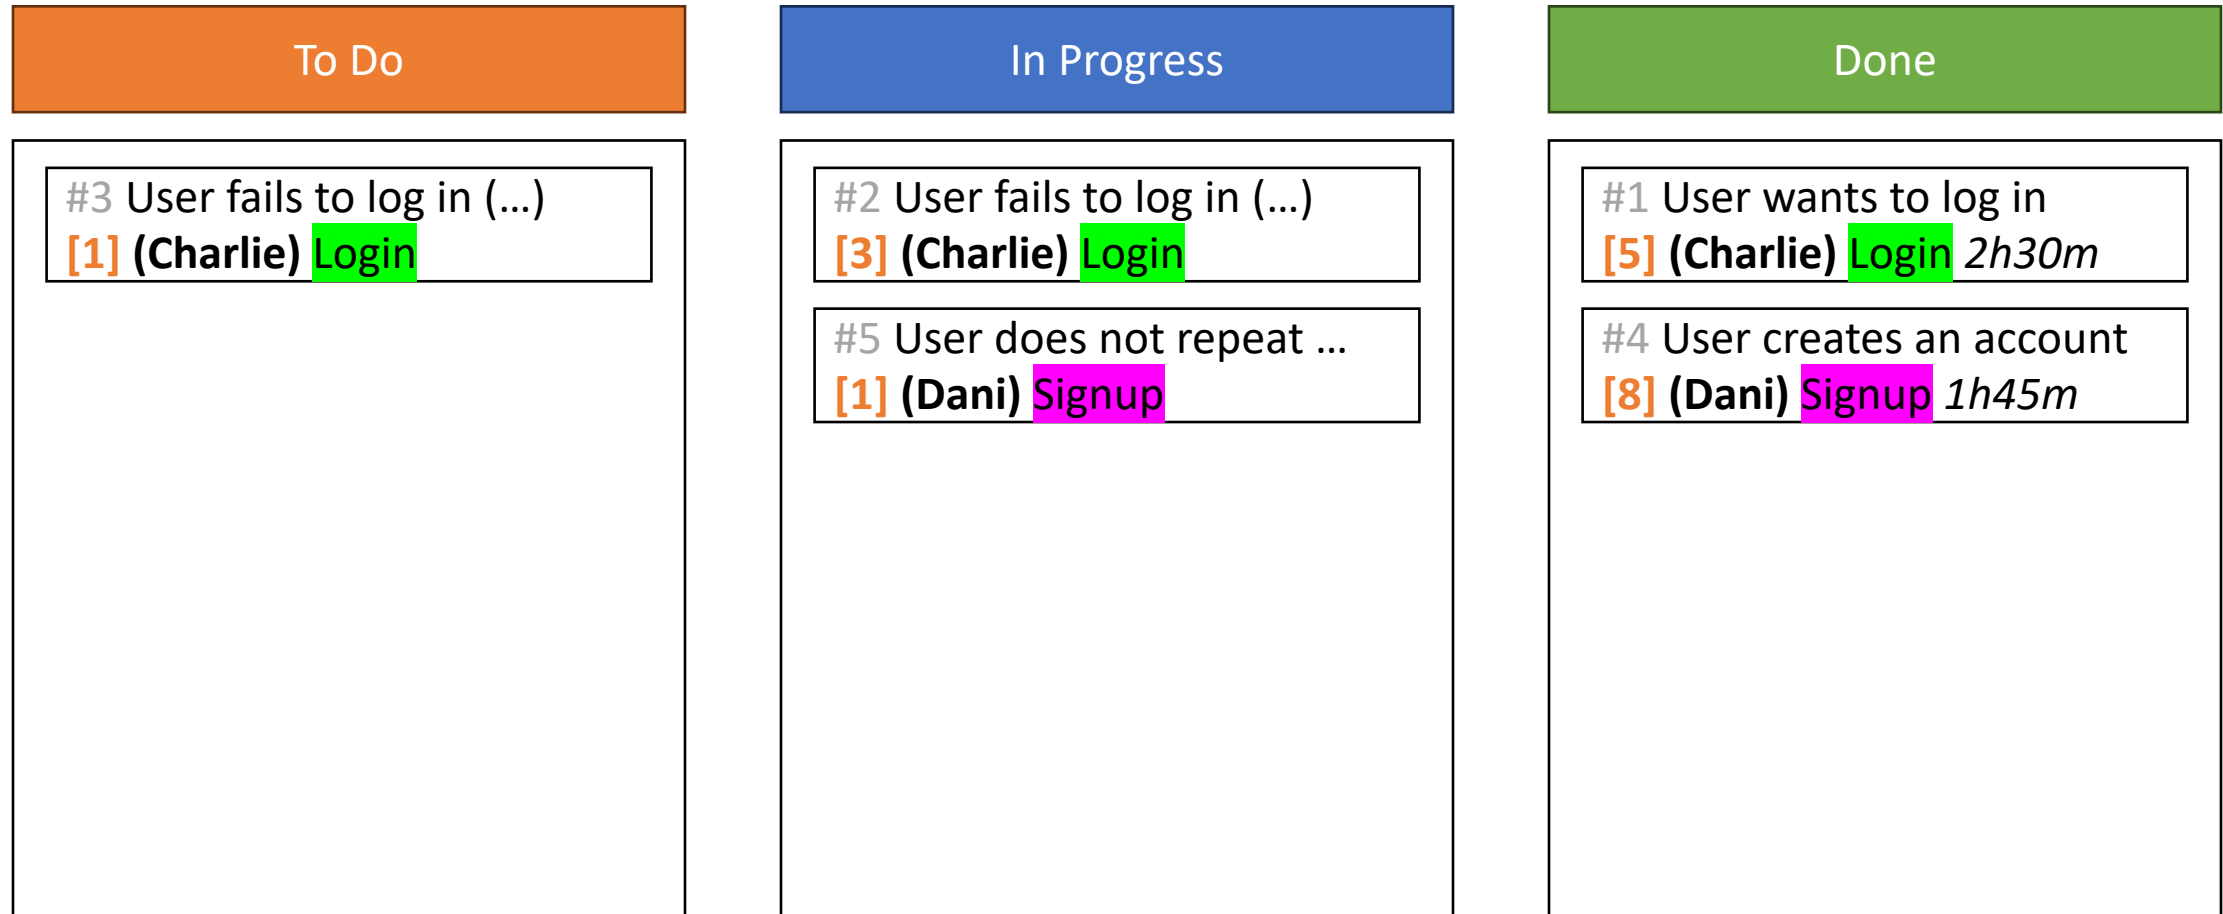 To Do
#3 User fails to log in (...)
[1] (Charlie) Login
In Progress
#2 User fails to log in (...)
[3] (Charlie) Login
#5 User does not repeat ...
[1] (Dani) Signup
Done
#1 User wants to log in
[5] (Charlie) Login 2h30m
#4 User creates an account
[8] (Dani) Signup 1h45m